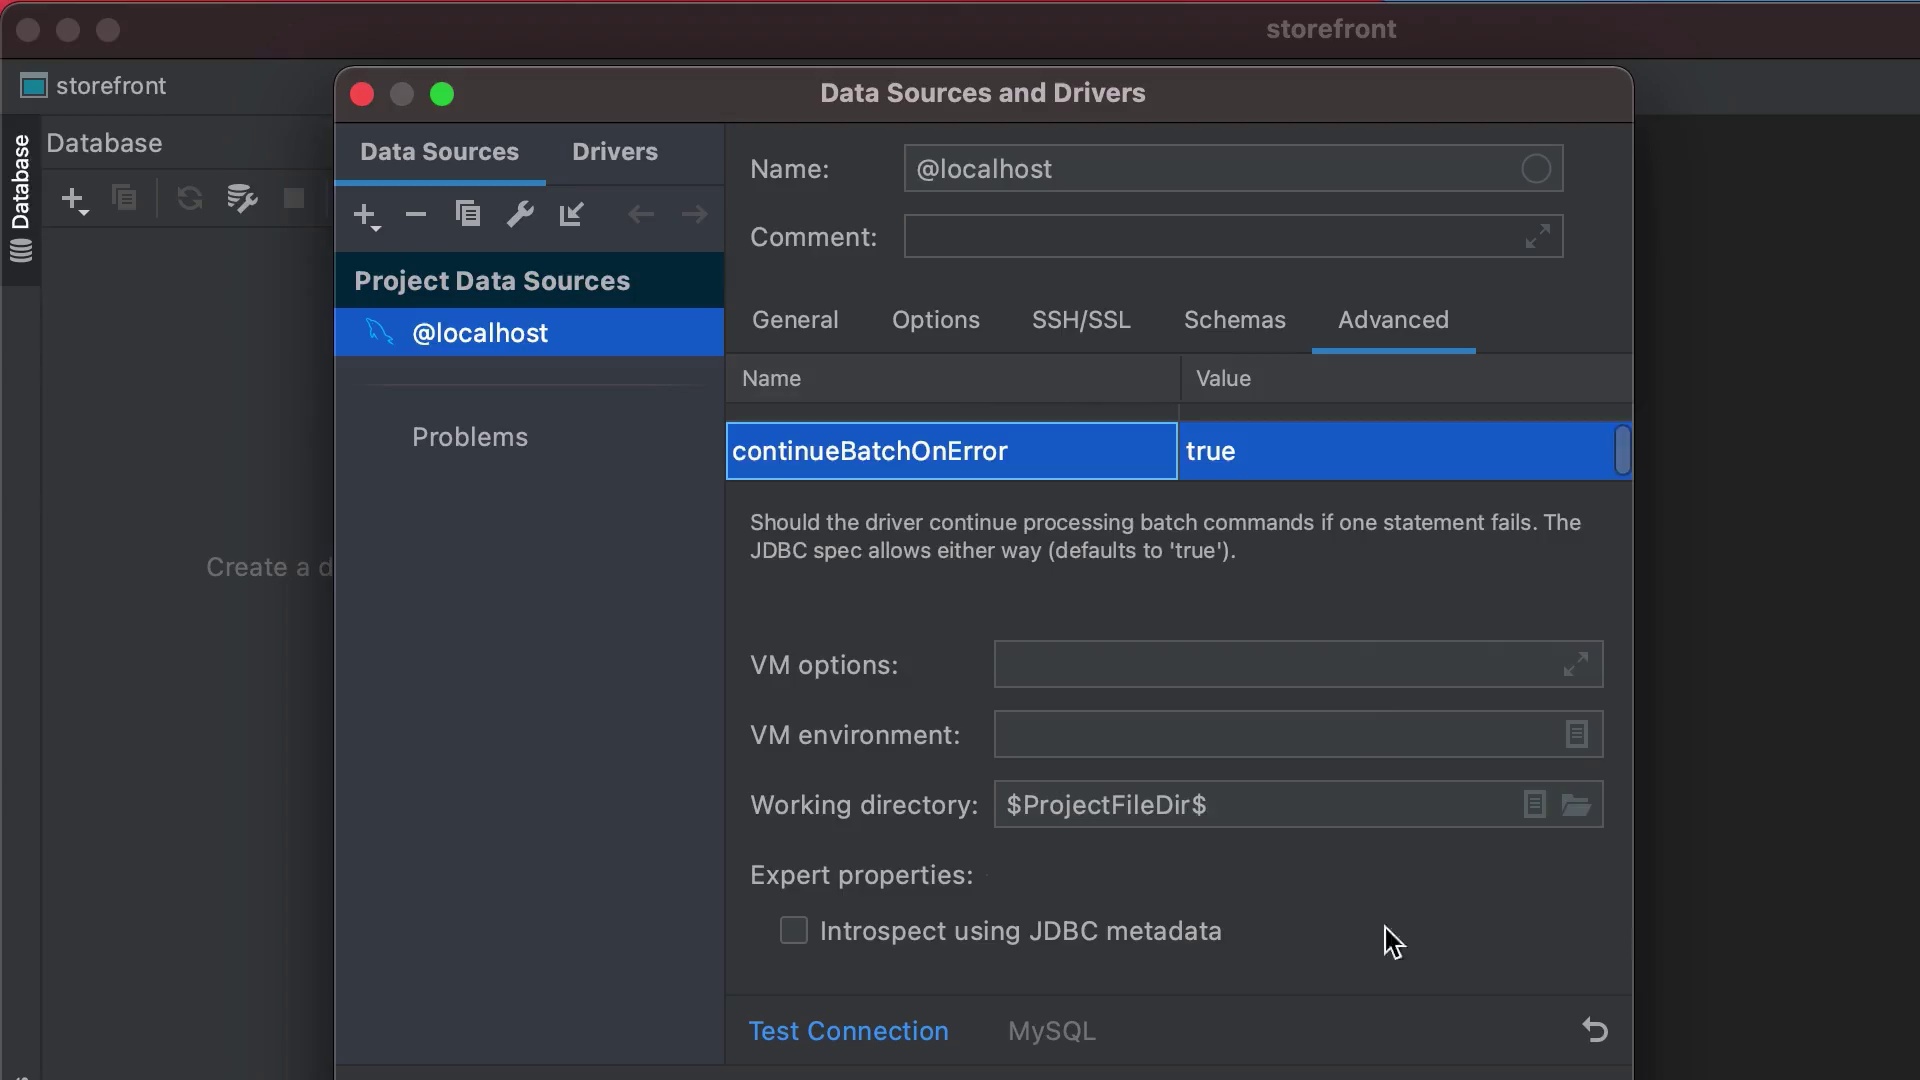 storefront
storefront
Data Sources and Drivers
Database
Database
Data Sources
Drivers
Name:
@localhost
Comment:
Project Data Sources
@localhost
Problems
General
Options
SSH/SSL
Schemas
Advanced
Name
Value
continueBatchOnError
true
Should the driver continue processing batch commands if one statement fails. The
JDBC spec allows either way (defaults to 'true').
Create a d
VM options:
VM environment:
Working directory:
$ProjectFileDir$
Expert properties:
Introspect using JDBC metadata
Test Connection
MySQL